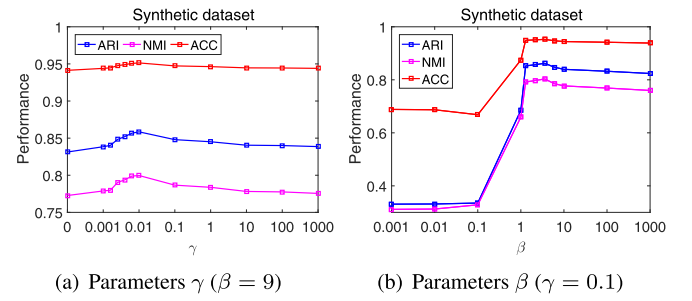 Synthetic dataset
ARI NMI ACC
1
0.95
0.9
0.85
0.8
0.75
Performance
0 0.001 0.01 0.1 1 10 100 1000
γ
(a) Parameters γ (β = 9)
Synthetic dataset
ARI
NMI
ACC
1
0.8
0.6
0.4
Performance
0.001 0.01 0.1 1 10 100 1000
β
(b) Parameters β (γ = 0.1)